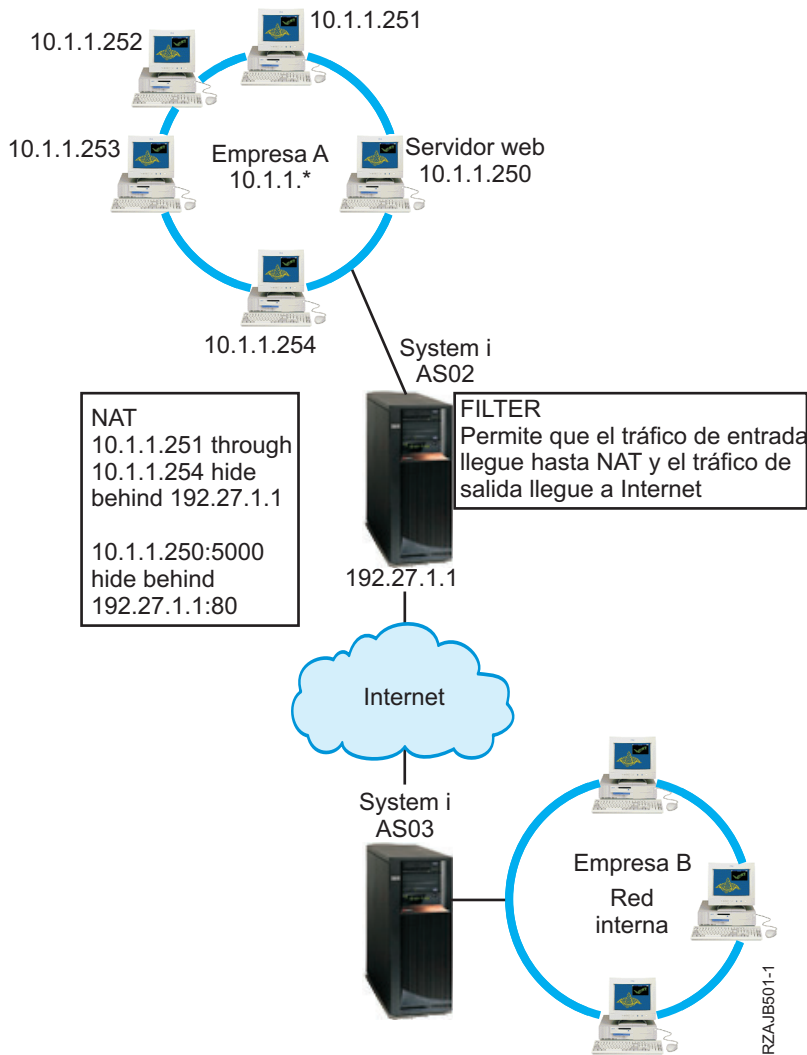 10.1.1.251
10.1.1.252
10.1.1.253
Empresa A
10.1.1.*
Servidor web
10.1.1.250
10.1.1.254
System i
AS02
NAT
10.1.1.251 through
10.1.1.254 hide
behind 192.27.1.1
10.1.1.250:5000
hide behind
192.27.1.1:80
FILTER
Permite que el tráfico de entrada
llegue hasta NAT y el tráfico de
salida llegue a Internet
192.27.1.1
Internet
System i
AS03
Empresa B
Red
interna
RZAJB501-1